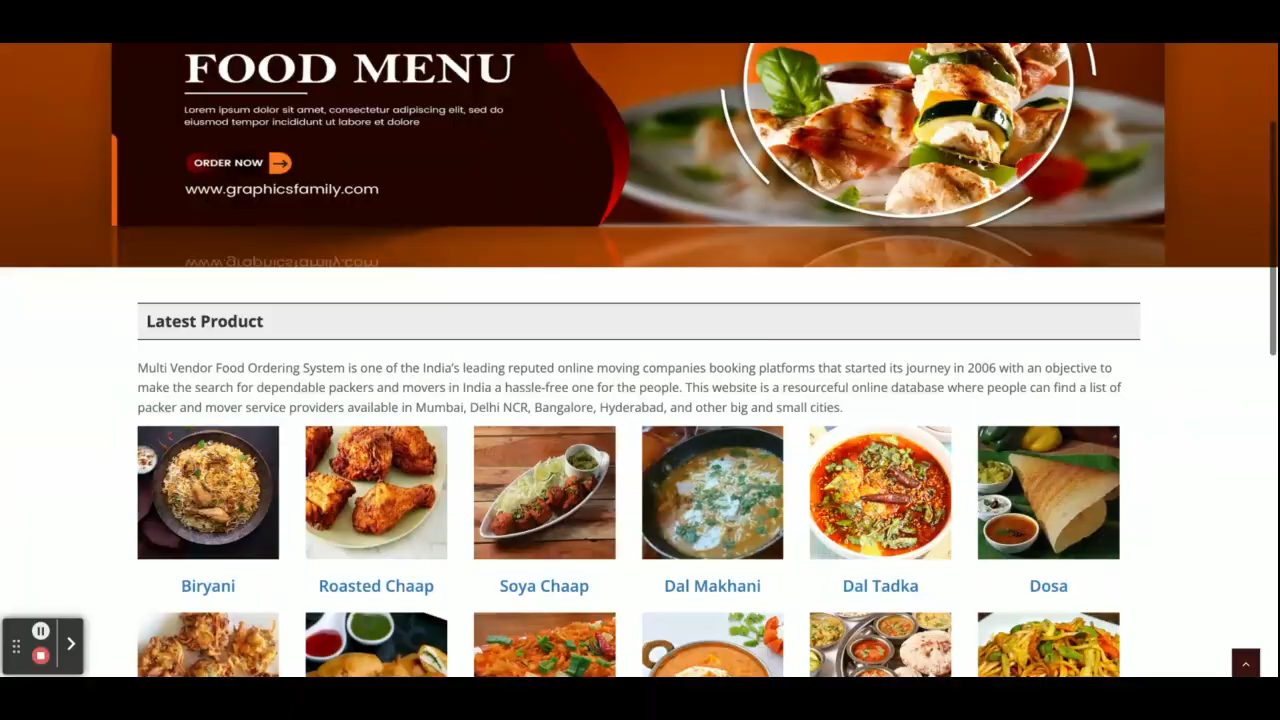 FOOD MENU
Lorem ipsum dolor sit amet, consectetur adipiscing elit, sed do
eiusmod tempor incididunt ut labore et dolore
ORDER NOW
www.graphicsfamily.com
www.graphicsfamily.com
Latest Product
Multi Vendor Food Ordering System is one of the India's leading reputed online moving companies booking platforms that started its journey in 2006 with an objective to
make the search for dependable packers and movers in India a hassle-free one for the people. This website is a resourceful online database where people can find a list of
packer and mover service providers available in Mumbai, Delhi NCR, Bangalore, Hyderabad, and other big and small cities.
Biryani
Roasted Chaap
Soya Chaap
Dal Makhani
Dal Tadka
Dosa